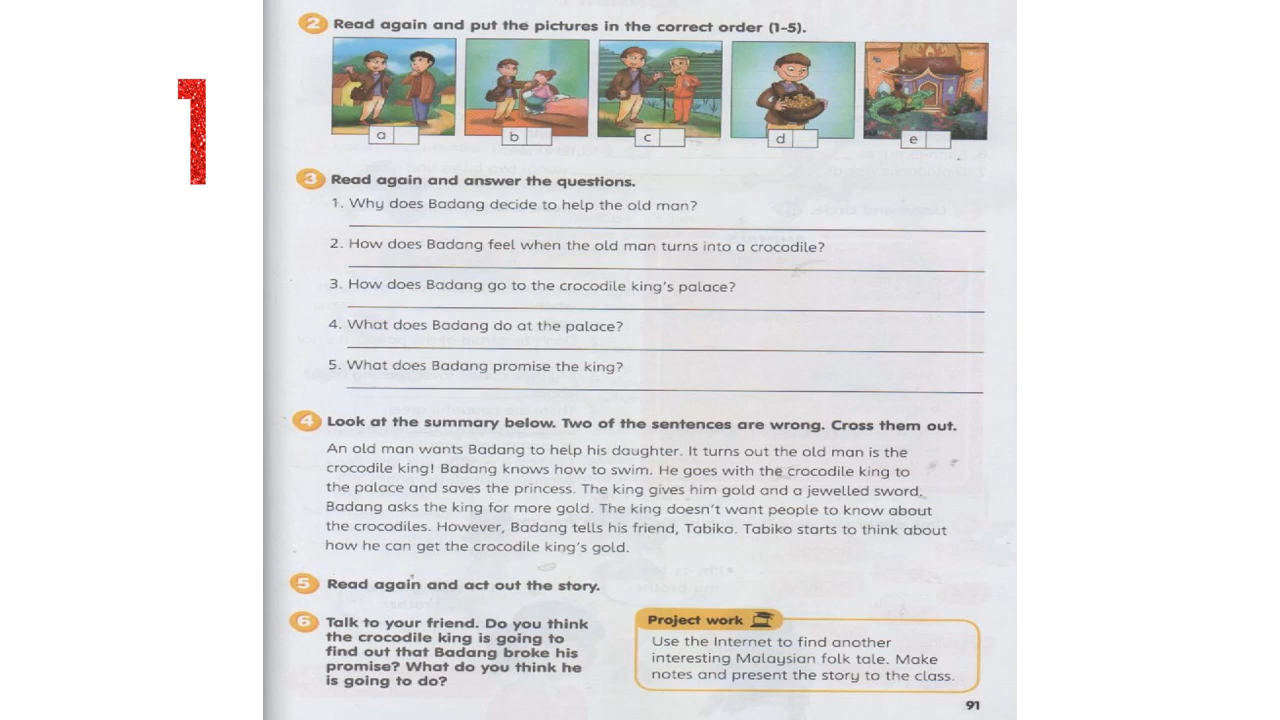 1
2 Read again and put the pictures in the correct order (1-5).
a b c d e
3 Read again and answer the questions.
1. Why does Badang decide to help the old man?
2. How does Badang feel when the old man turns into a crocodile?
3. How does Badang go to the crocodile king's palace?
4. What does Badang do at the palace?
5. What does Badang promise the king?
4 Look at the summary below. Two of the sentences are wrong. Cross them out.
An old man wants Badang to help his daughter. It turns out the old man is the
crocodile king! Badang knows how to swim. He goes with the crocodile king to
the palace and saves the princess. The king gives him gold and a jewelled sword.
Badang asks the king for more gold. The king doesn't want people to know about
the crocodiles. However, Badang tells his friend, Tabiko. Tabiko starts to think about
how he can get the crocodile king's gold.
5 Read again and act out the story.
6 Talk to your friend. Do you think
the crocodile king is going to
find out that Badang broke his
promise? What do you think he
is going to do?
Project work
Use the Internet to find another
interesting Malaysian folk tale. Make
notes and present the story to the class.
91